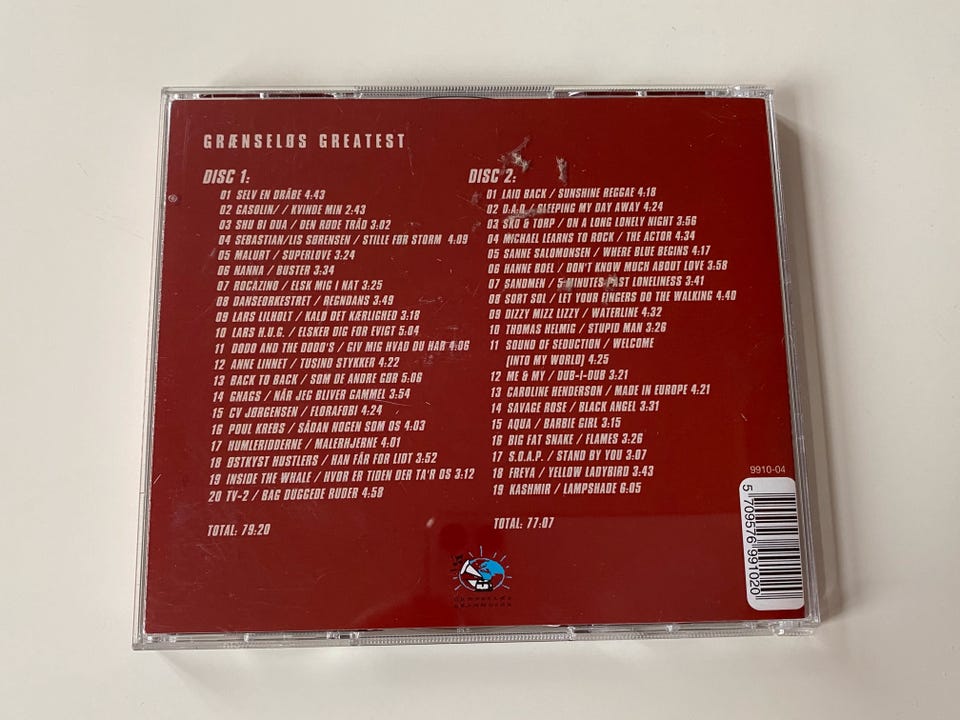 GRÆNSELØS GREATEST
DISC 1:
01 SELV EN DRÅBE 4:43
02 GASOLIN/ / KVINDE MIN 2:43
03 SHU BI DUA / DEN RØDE TRÅD 3:02
04 SEBASTIAN/LIS SØRENSEN / STILLE FØR STORM 4:09
05 MALURT / SUPERLOVE 3:24
06 NANNA / BUSTER 3:34
07 ROCAZINO / ELSK MIG I NAT 3:25
08 DANSEORKESTRET / REGNDANS 3:49
09 LARS LILHOLT / KALD DET KÆRLIGHED 3:18
10 LARS H.U.G. / ELSKER DIG FOR EVIGT 5:04
11 DODO AND THE DODO'S / GIV MIG HVAD DU HAR 4:06
12 ANNE LINNET / TUSIND STYKKER 4:22
13 BACK TO BACK / SOM DE ANDRE GØR 5:06
14 GNAGS / NÅR JEG BLIVER GAMMEL 3:54
15 CV JØRGENSEN / FLORAFOBI 4:24
16 POUL KREBS / SÅDAN NOGEN SOM OS 4:03
17 HUMLERIDDERNE / MALERHJERNE 4:01
18 ØSTKYST HUSTLERS / HAN FÅR FOR LIDT 3:52
19 INSIDE THE WHALE / HVOR ER TIDEN DER TA'R OS 3:12
20 TV-2 / BAG DUGGEDE RUDER 4:58
TOTAL: 79:20
DISC 2:
01 LAID BACK / SUNSHINE REGGAE 4:18
02 D.A.D / SLEEPING MY DAY AWAY 4:24
03 SKO & TORP / ON A LONG LONELY NIGHT 3:56
04 MICHAEL LEARNS TO ROCK / THE ACTOR 4:34
05 SANNE SALOMONSEN / WHERE BLUE BEGINS 4:17
06 HANNE BOEL / DON'T KNOW MUCH ABOUT LOVE 3:58
07 SANDMEN / 5 MINUTES PAST LONELINESS 3:41
08 SORT SOL / LET YOUR FINGERS DO THE WALKING 4:40
09 DIZZY MIZZ LIZZY / WATERLINE 4:32
10 THOMAS HELMIG / STUPID MAN 3:26
11 SOUND OF SEDUCTION / WELCOME
(INTO MY WORLD) 4:25
12 ME & MY / DUB-I-DUB 3:21
13 CAROLINE HENDERSON / MADE IN EUROPE 4:21
14 SAVAGE ROSE / BLACK ANGEL 3:31
15 AQUA / BARBIE GIRL 3:15
16 BIG FAT SNAKE / FLAMES 3:26
17 S.O.A.P. / STAND BY YOU 3:07
18 FREYA / YELLOW LADYBIRD 3:43
19 KASHMIR / LAMPSHADE 6:05
TOTAL: 77:07
9910-04
5 709576 991020